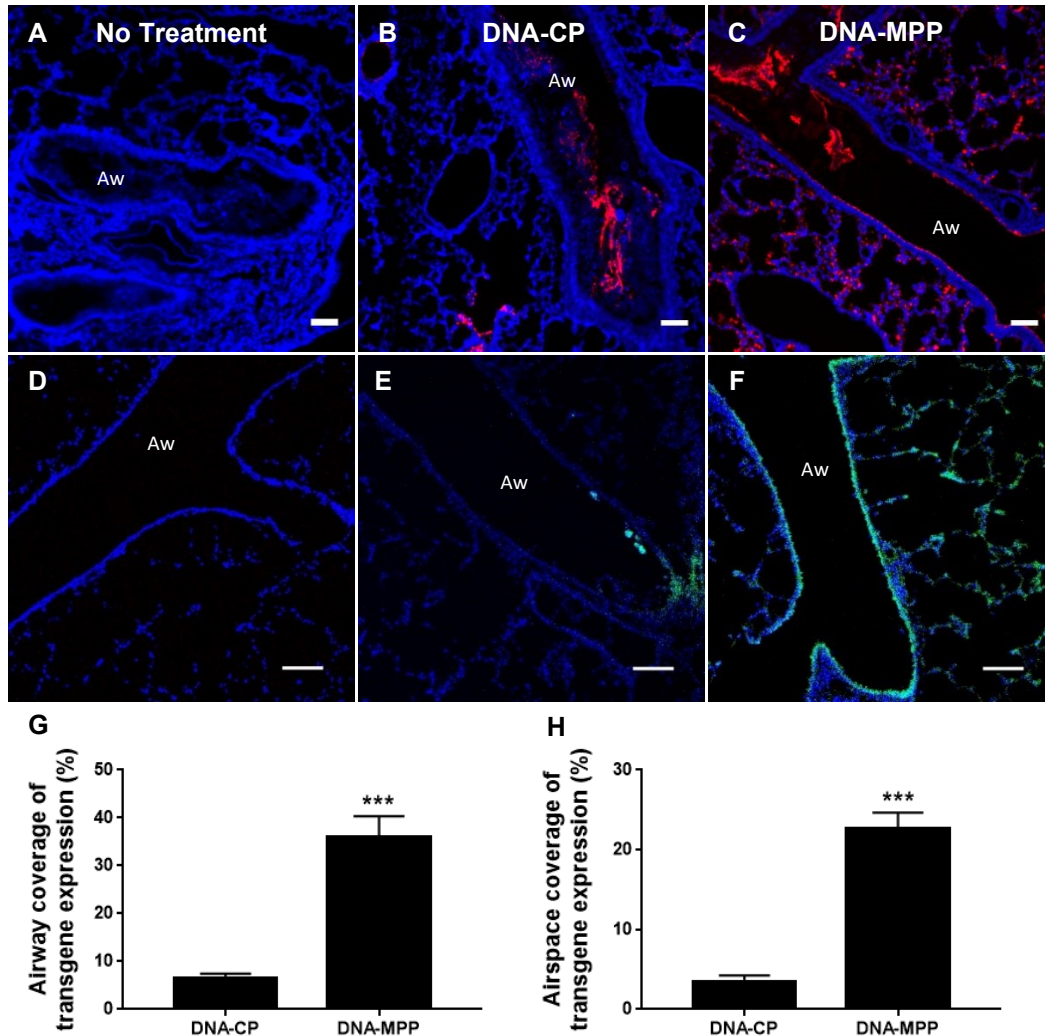 A No Treatment
B DNA-CP
C DNA-MPP
Aw
Aw
Aw
D
E
F
Aw
Aw
Aw
G
H
Airway coverage of
transgene expression (%)
50
40
30
20
10
0
***
DNA-CP
DNA-MPP
Airspace coverage of
transgene expression (%)
30
20
10
0
***
DNA-CP
DNA-MPP